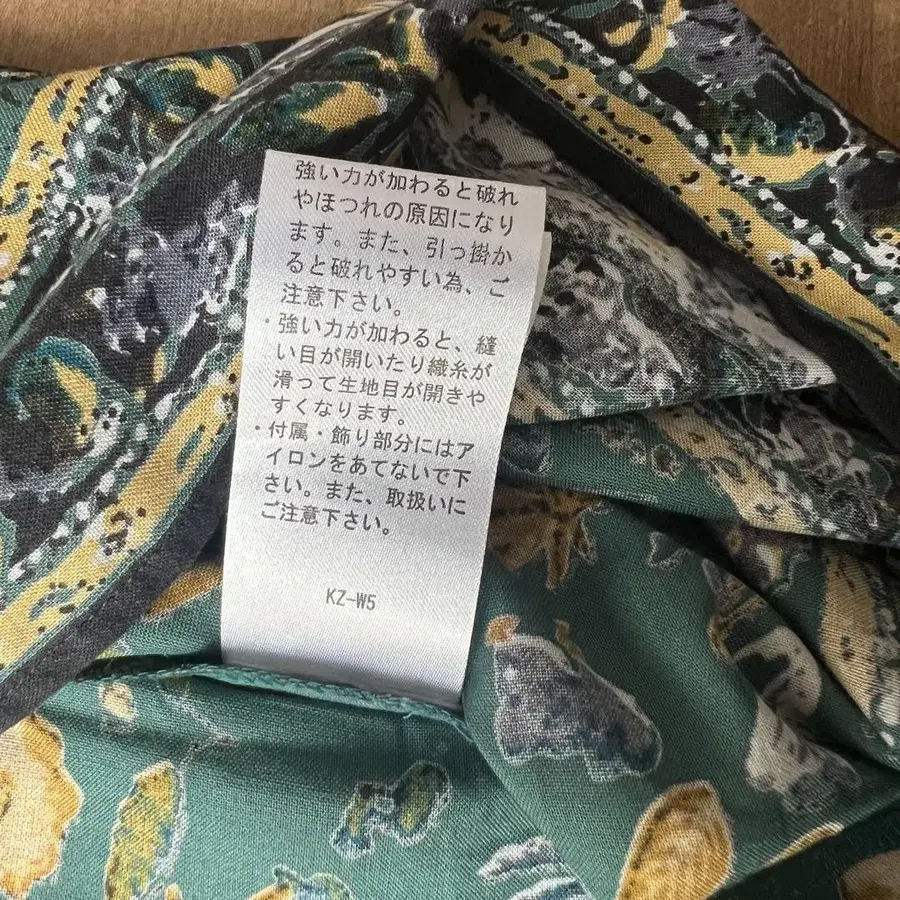 強い力が加わると破れ
やほつれの原因になり
ます。また、引っ掛か
ると破れやすい為、ご
注意下さい。
・強い力が加わると、縫
い目が開いたり織糸が
滑って生地目が開きや
すくなります。
・付属・飾り部分にはア
イロンをあてないで下
さい。また、取扱いに
ご注意下さい。
KZ-W5